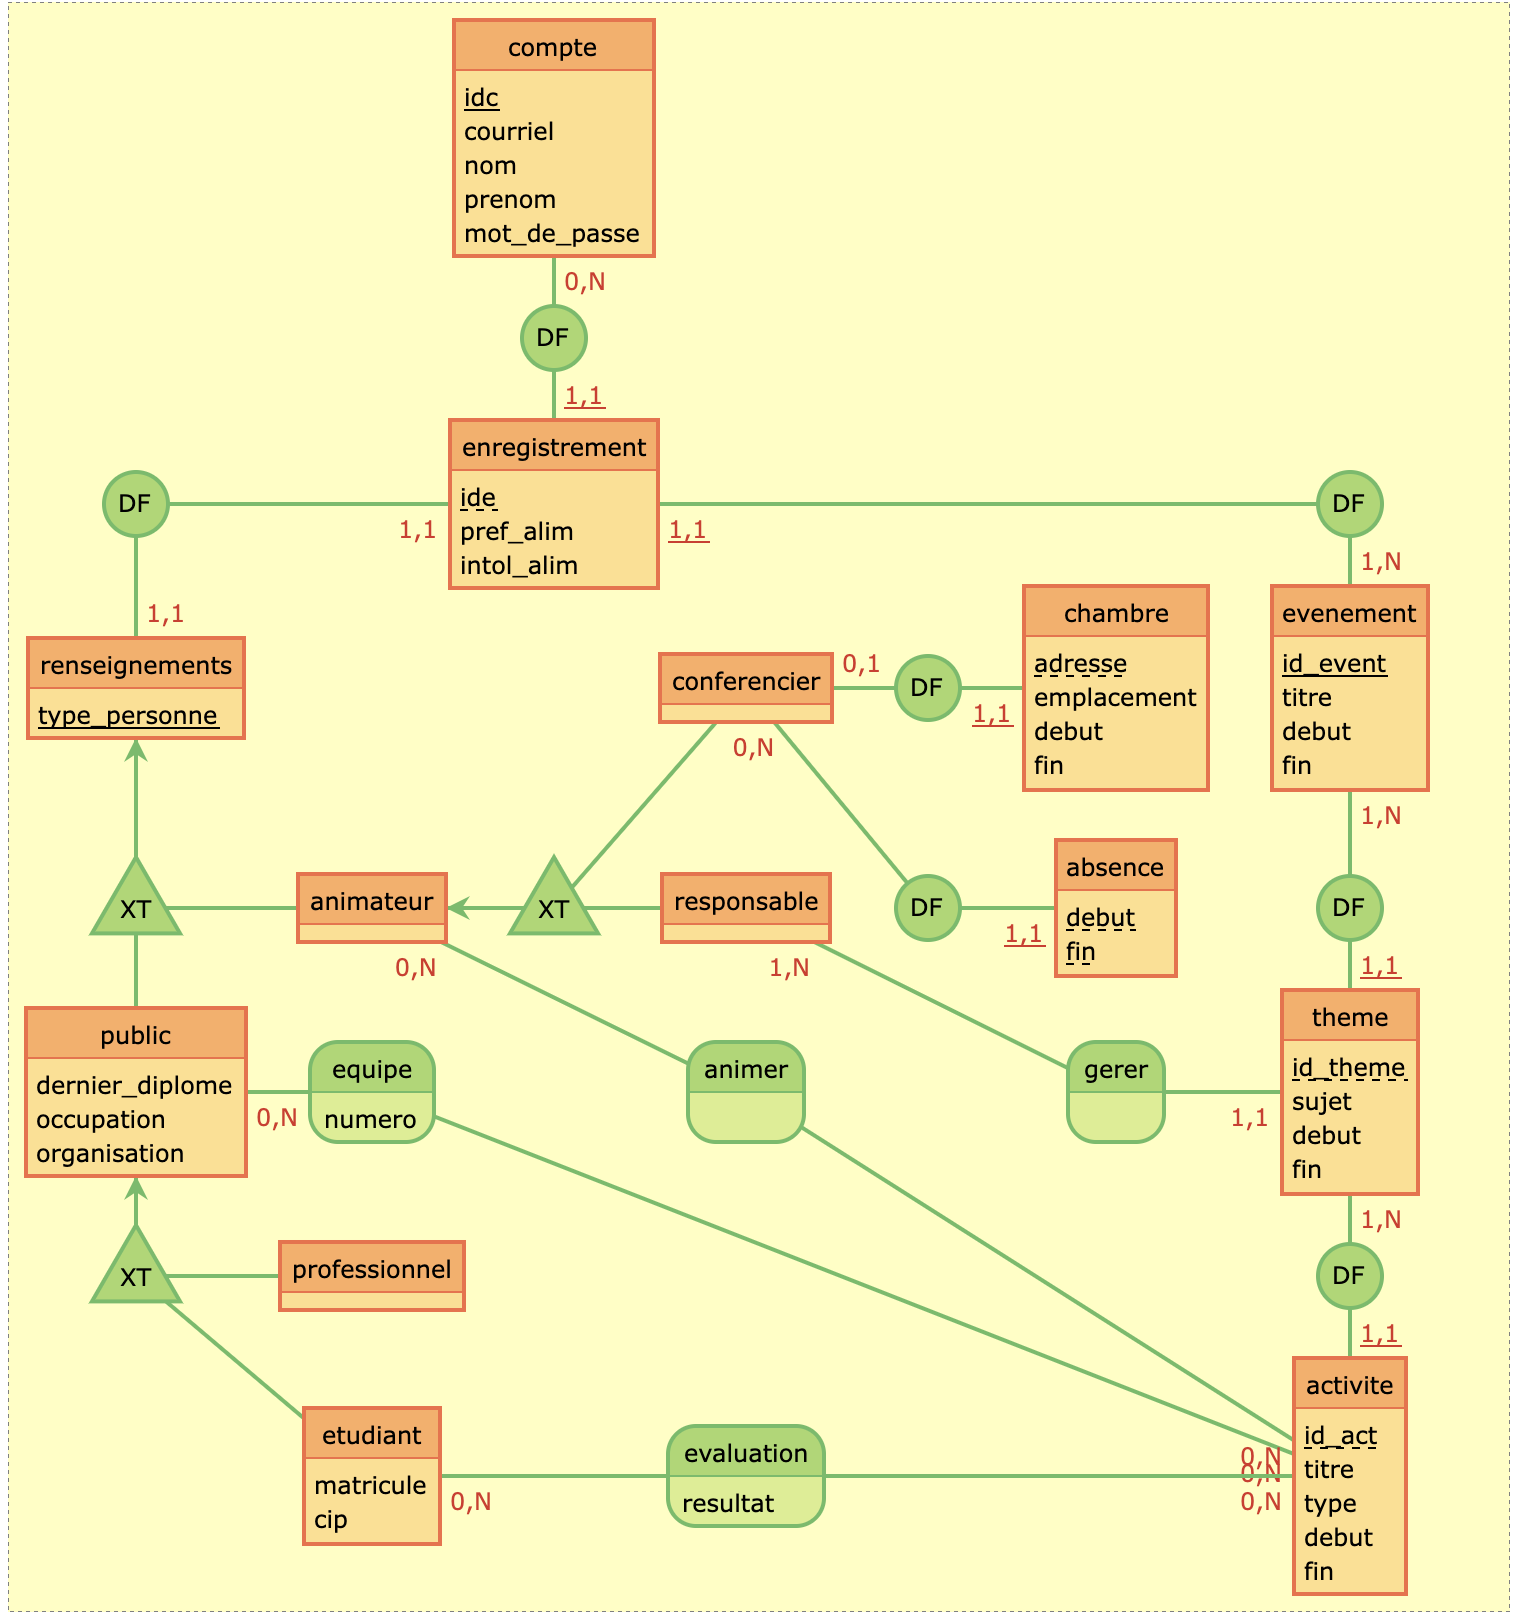 compte
idc
courriel
nom
prenom
mot_de_passe
0,N
DF
1,1
enregistrement
ide
pref_alim
intol_alim
DF
1,1
1,1
renseignements
type_personne
1,1
DF
1,N
evenement
id_event
titre
debut
fin
1,N
conferencier
0,1
DF
1,1
chambre
adresse
emplacement
debut
fin
0,N
XT
animateur
0,N
XT
responsable
1,N
DF
1,1
absence
debut
fin
DF
1,1
public
dernier_diplome
occupation
organisation
0,N
equipe
numero
animer
gerer
1,1
theme
id_theme
sujet
debut
fin
1,N
XT
professionnel
DF
1,1
etudiant
matricule
cip
0,N
evaluation
resultat
0,N
0,N
0,N
activite
id_act
titre
type
debut
fin